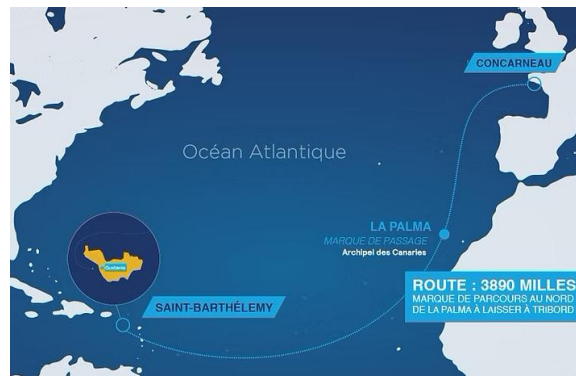 CONCARNEAU
Océan Atlantique
LA PALMA
MARQUE DE PASSAGE
Archipel des Canaries
Gustavia
SAINT-BARTHÉLEMY
ROUTE : 3890 MILLES
MARQUE DE PARCOURS AU NORD
DE LA PALMA À LAISSER À TRIBORD